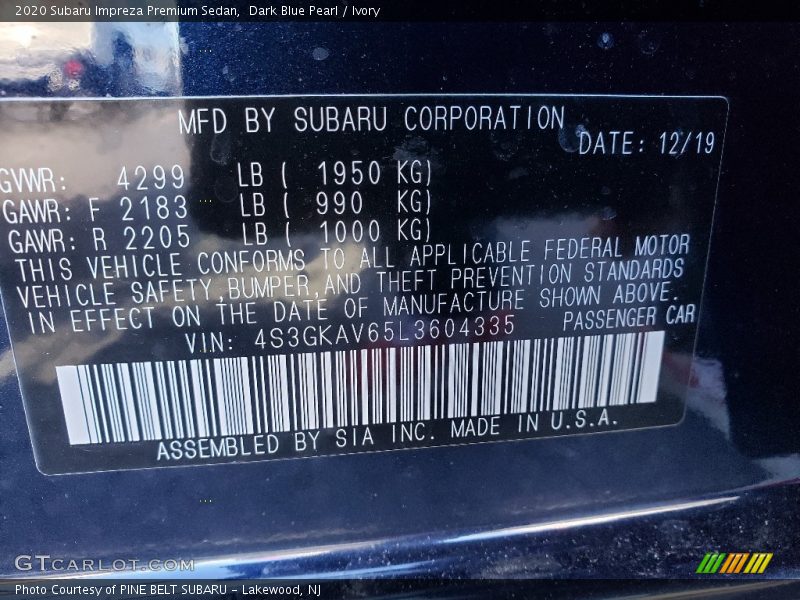 2020 Subaru Impreza Premium Sedan,  Dark Blue Pearl / Ivory
MFD BY SUBARU CORPORATION
DATE: 12/19
GVWR: 4299 LB ( 1950 KG)
GAWR: F 2183 LB ( 990 KG)
GAWR: R 2205 LB ( 1000 KG)
THIS VEHICLE CONFORMS TO ALL APPLICABLE FEDERAL MOTOR
VEHICLE SAFETY,BUMPER,AND THEFT PREVENTION STANDARDS
IN EFFECT ON THE DATE OF MANUFACTURE SHOWN ABOVE.
VIN: 4S3GKAV65L3604335 PASSENGER CAR
ASSEMBLED BY SIA INC. MADE IN U.S.A.
GTcarlot.com
Photo Courtesy of PINE BELT SUBARU - Lakewood, NJ